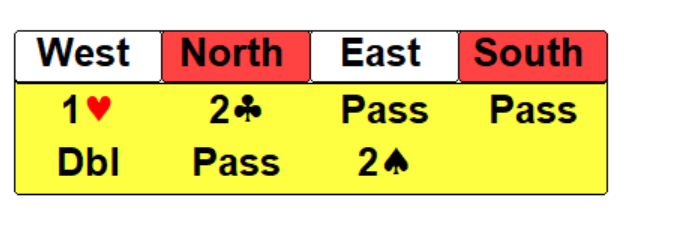 West North East South
1♥ 2♣ Pass Pass
Dbl Pass 2♠